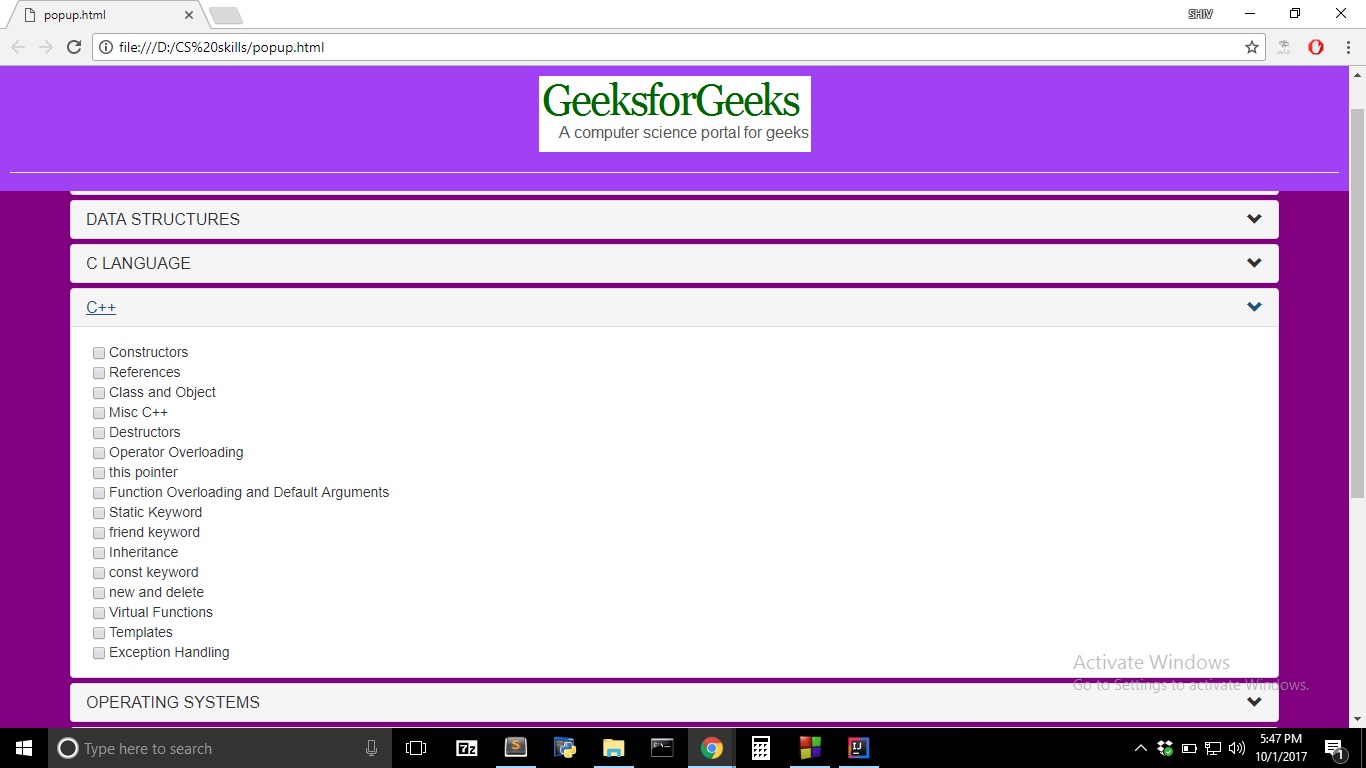 popup.html
SHIV
file:///D:/CS%20skills/popup.html
GeeksforGeeks
A computer science portal for geeks
DATA STRUCTURES
C LANGUAGE
C++
Constructors
References
Class and Object
Misc C++
Destructors
Operator Overloading
this pointer
Function Overloading and Default Arguments
Static Keyword
friend keyword
Inheritance
const keyword
new and delete
Virtual Functions
Templates
Exception Handling
Activate Windows
Go to Settings to activate Windows.
OPERATING SYSTEMS
Type here to search
7z
S
IJ
5:47 PM
10/1/2017
1